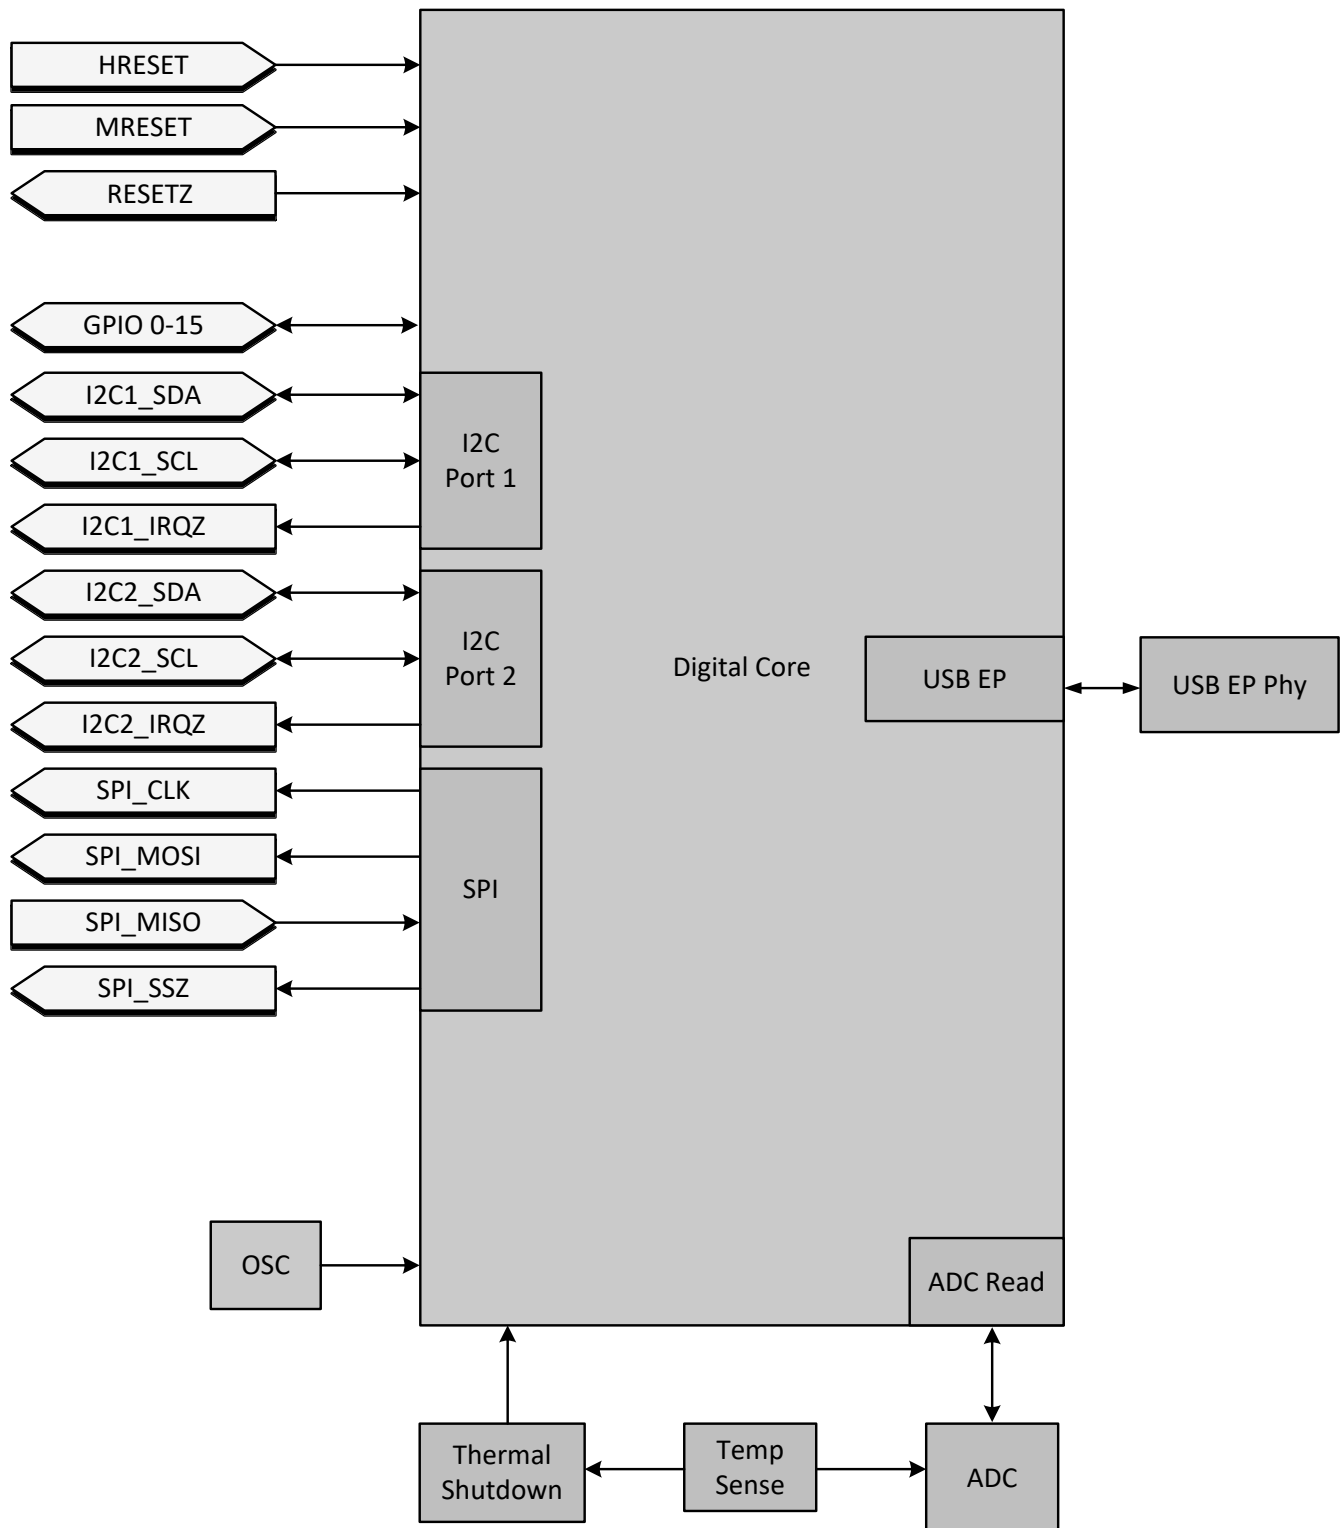 HRESET
MRESET
RESETZ
GPIO 0-15
I2C1_SDA
I2C1_SCL
I2C1_IRQZ
I2C
Port 1
I2C2_SDA
I2C2_SCL
I2C2_IRQZ
I2C
Port 2
Digital Core
USB EP
USB EP Phy
SPI_CLK
SPI_MOSI
SPI_MISO
SPI_SSZ
SPI
OSC
ADC Read
Thermal
Shutdown
Temp
Sense
ADC